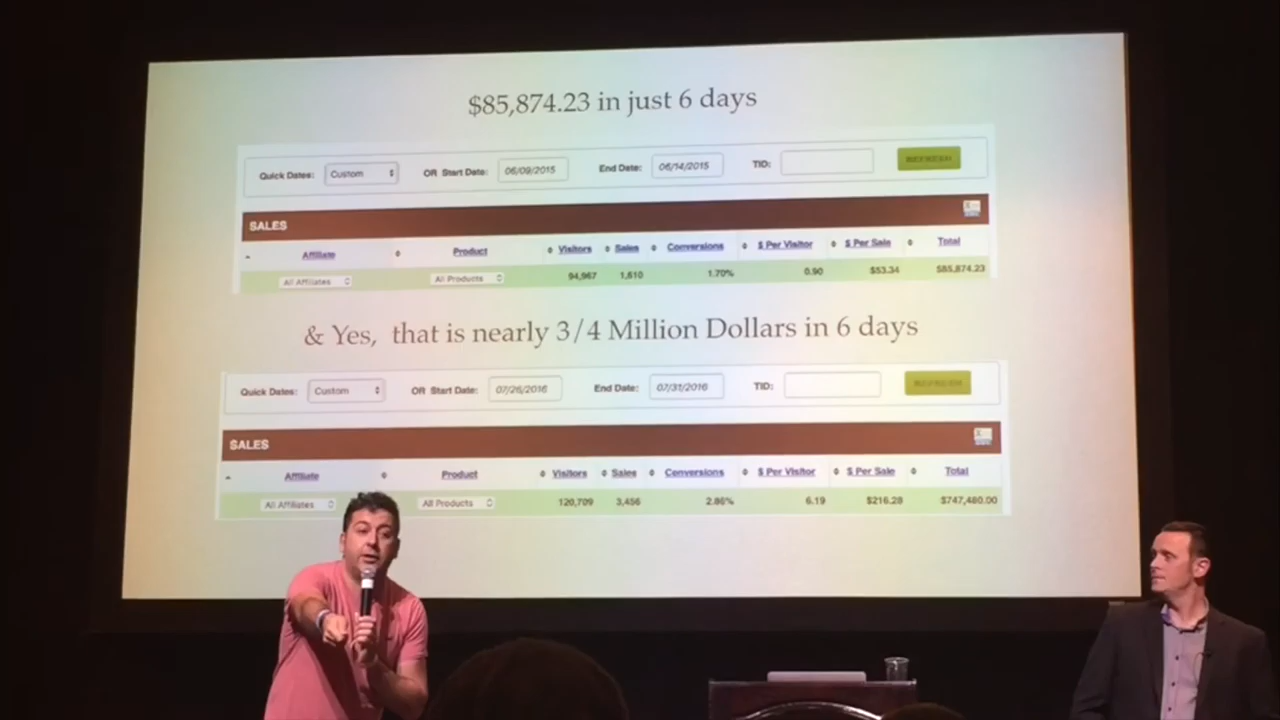 $85,874.23 in just 6 days
Quick Dates: Custom OR Start Date: 06/09/2015 End Date: 06/14/2015 TID: REFRESH
SALES
Affiliate Product Visitors Sales Conversions $ Per Visitor $ Per Sale Total
All Affiliates All Products 94,967 1,610 1.70% 0.90 $53.34 $85,874.23
& Yes, that is nearly 3/4 Million Dollars in 6 days
Quick Dates: Custom OR Start Date: 07/26/2016 End Date: 07/31/2016 TID: REFRESH
SALES
Affiliate Product Visitors Sales Conversions $ Per Visitor $ Per Sale Total
All Affiliates All Products 120,709 3,456 2.86% 6.19 $216.28 $747,480.00